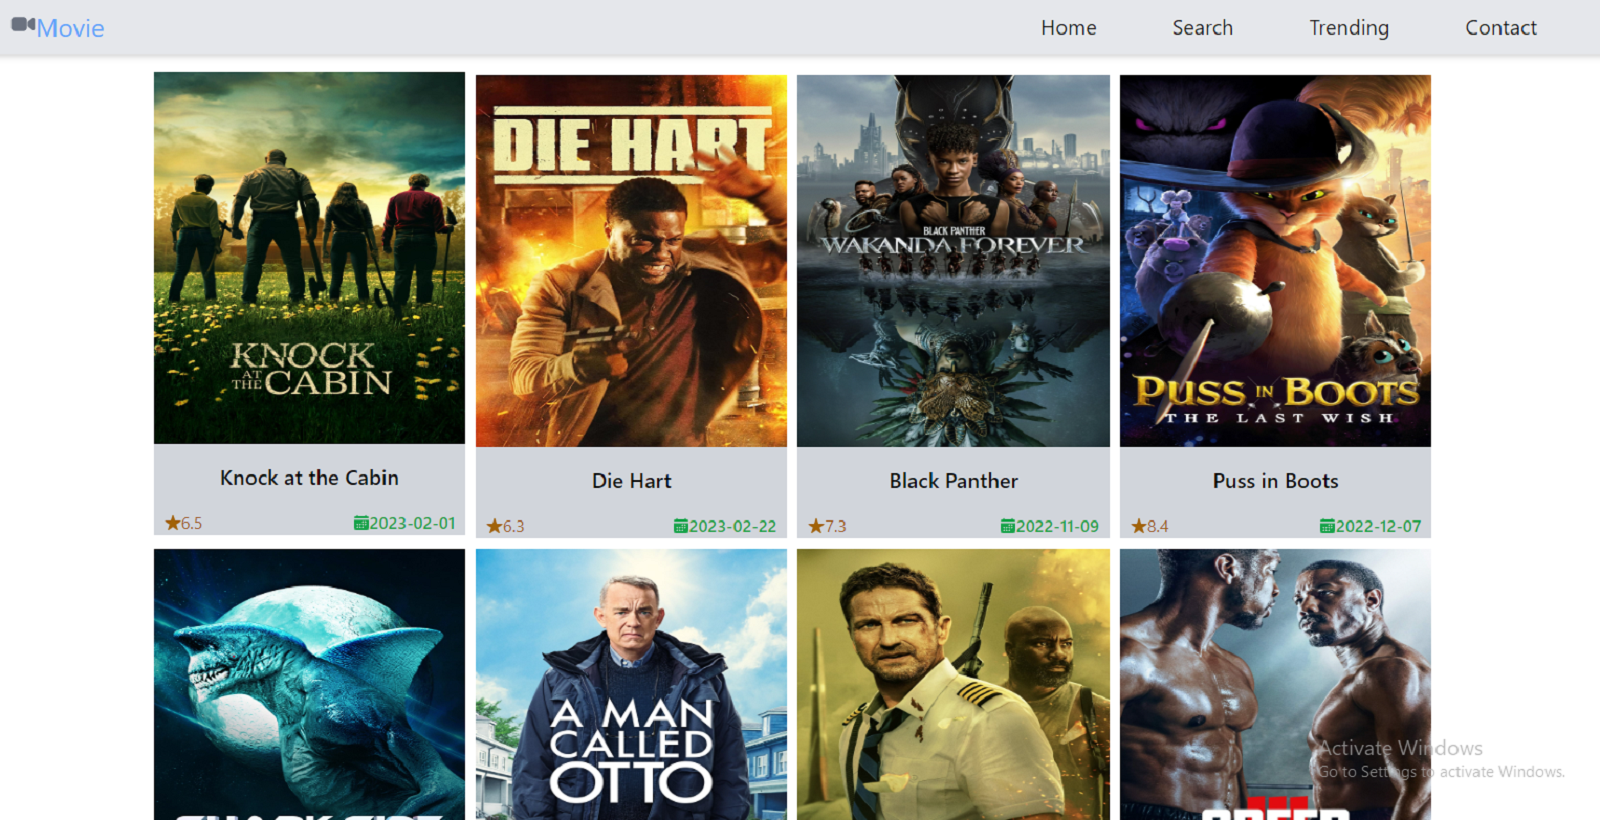 Movie
Home
Search
Trending
Contact
KNOCK
AT
THE CABIN
DIE HART
BLACK PANTHER
WAKANDA FOREVER
PUSS IN BOOTS
THE LAST WISH
Knock at the Cabin
Die Hart
Black Panther
Puss in Boots
6.5
2023-02-01
6.3
2023-02-22
7.3
2022-11-09
8.4
2022-12-07
A MAN
CALLED
OTTO
Activate Windows
Go to Settings to activate Windows.
CREED